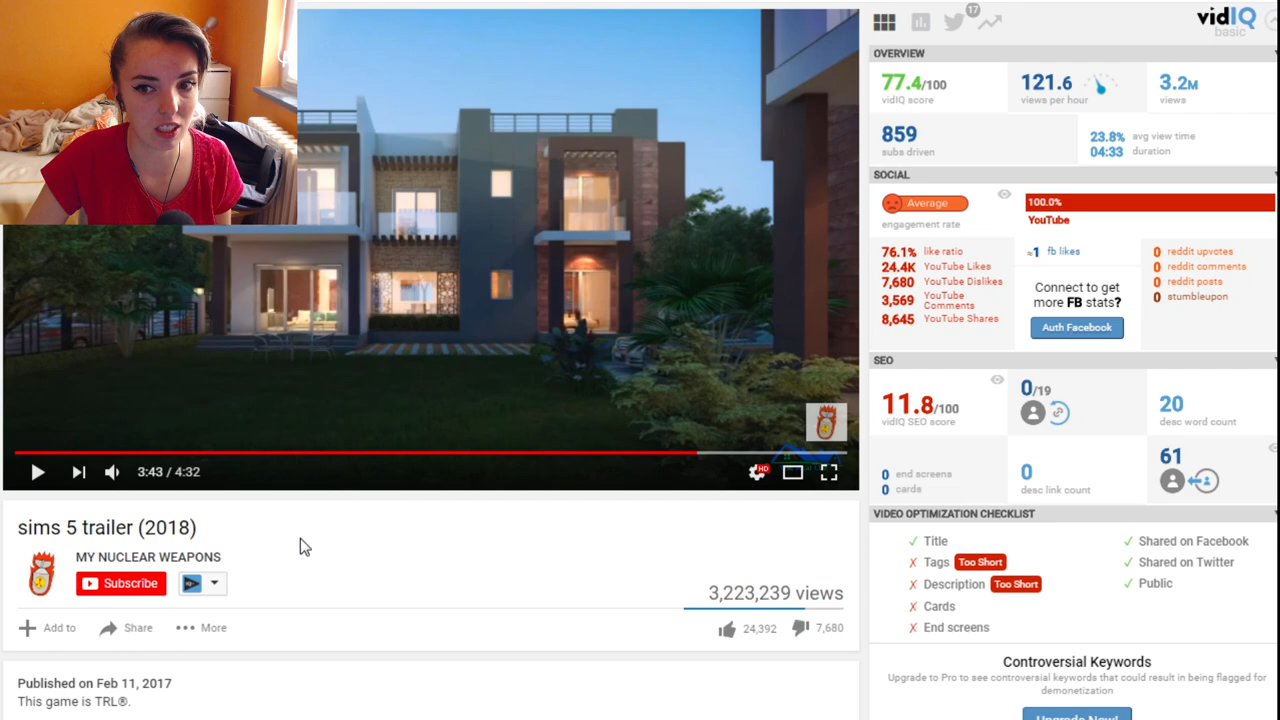 17
vidIQ
basic
OVERVIEW
77.4/100
vidIQ score
121.6
views per hour
3.2M
views
859
subs driven
23.8% avg view time
04:33 duration
SOCIAL
Average
engagement rate
100.0%
YouTube
76.1% like ratio
24.4K YouTube Likes
7,680 YouTube Dislikes
3,569 YouTube Comments
8,645 YouTube Shares
≈1 fb likes
Connect to get
more FB stats?
Auth Facebook
0 reddit upvotes
0 reddit comments
0 reddit posts
0 stumbleupon
SEO
11.8/100
vidIQ SEO score
0/19
20
desc word count
0 end screens
0 cards
0
desc link count
61
VIDEO OPTIMIZATION CHECKLIST
✓ Title
✗ Tags Too Short
✗ Description Too Short
✗ Cards
✗ End screens
✓ Shared on Facebook
✓ Shared on Twitter
✓ Public
Controversial Keywords
Upgrade to Pro to see controversial keywords that could result in being flagged for
demonetization
Upgrade Now!
3:43 / 4:32
HD
sims 5 trailer (2018)
MY NUCLEAR WEAPONS
Subscribe
3,223,239 views
Add to
Share
More
24,392
7,680
Published on Feb 11, 2017
This game is TRL®.